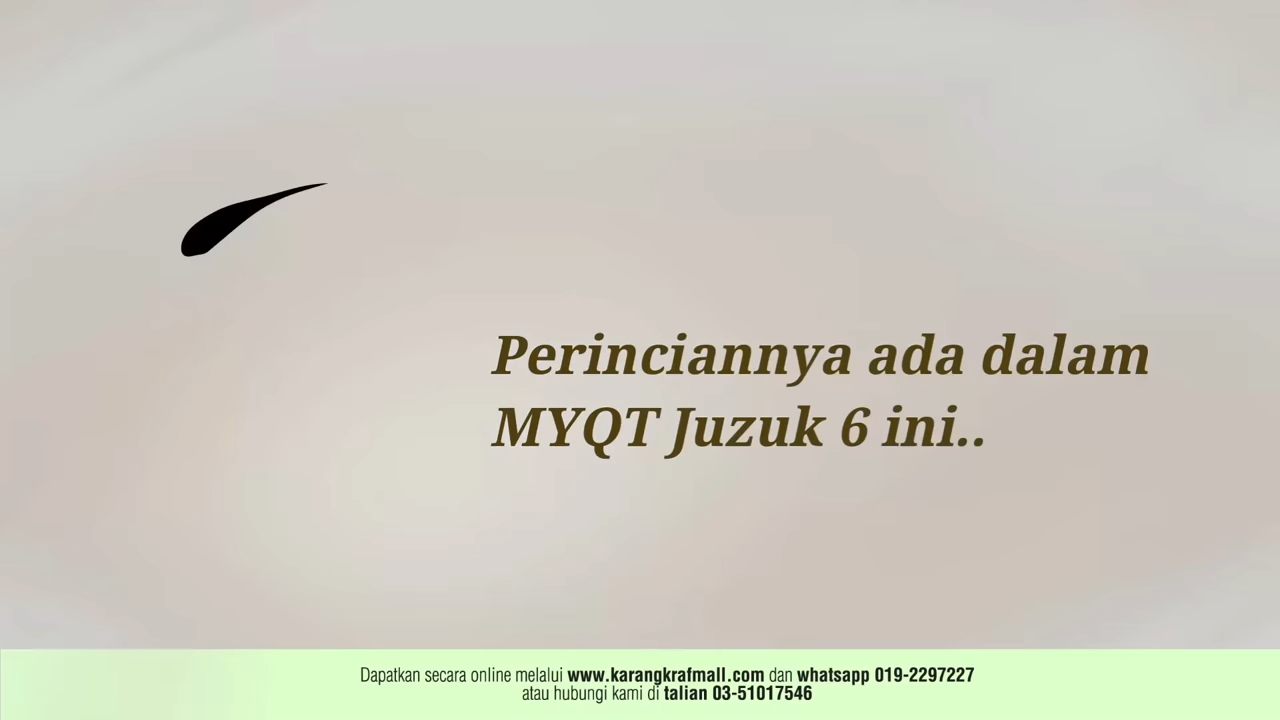 Perinciannya ada dalam
MYQT Juzuk 6 ini..
Dapatkan secara online melalui www.karangkrafmall.com dan whatsapp 019-2297227
atau hubungi kami di talian 03-51017546